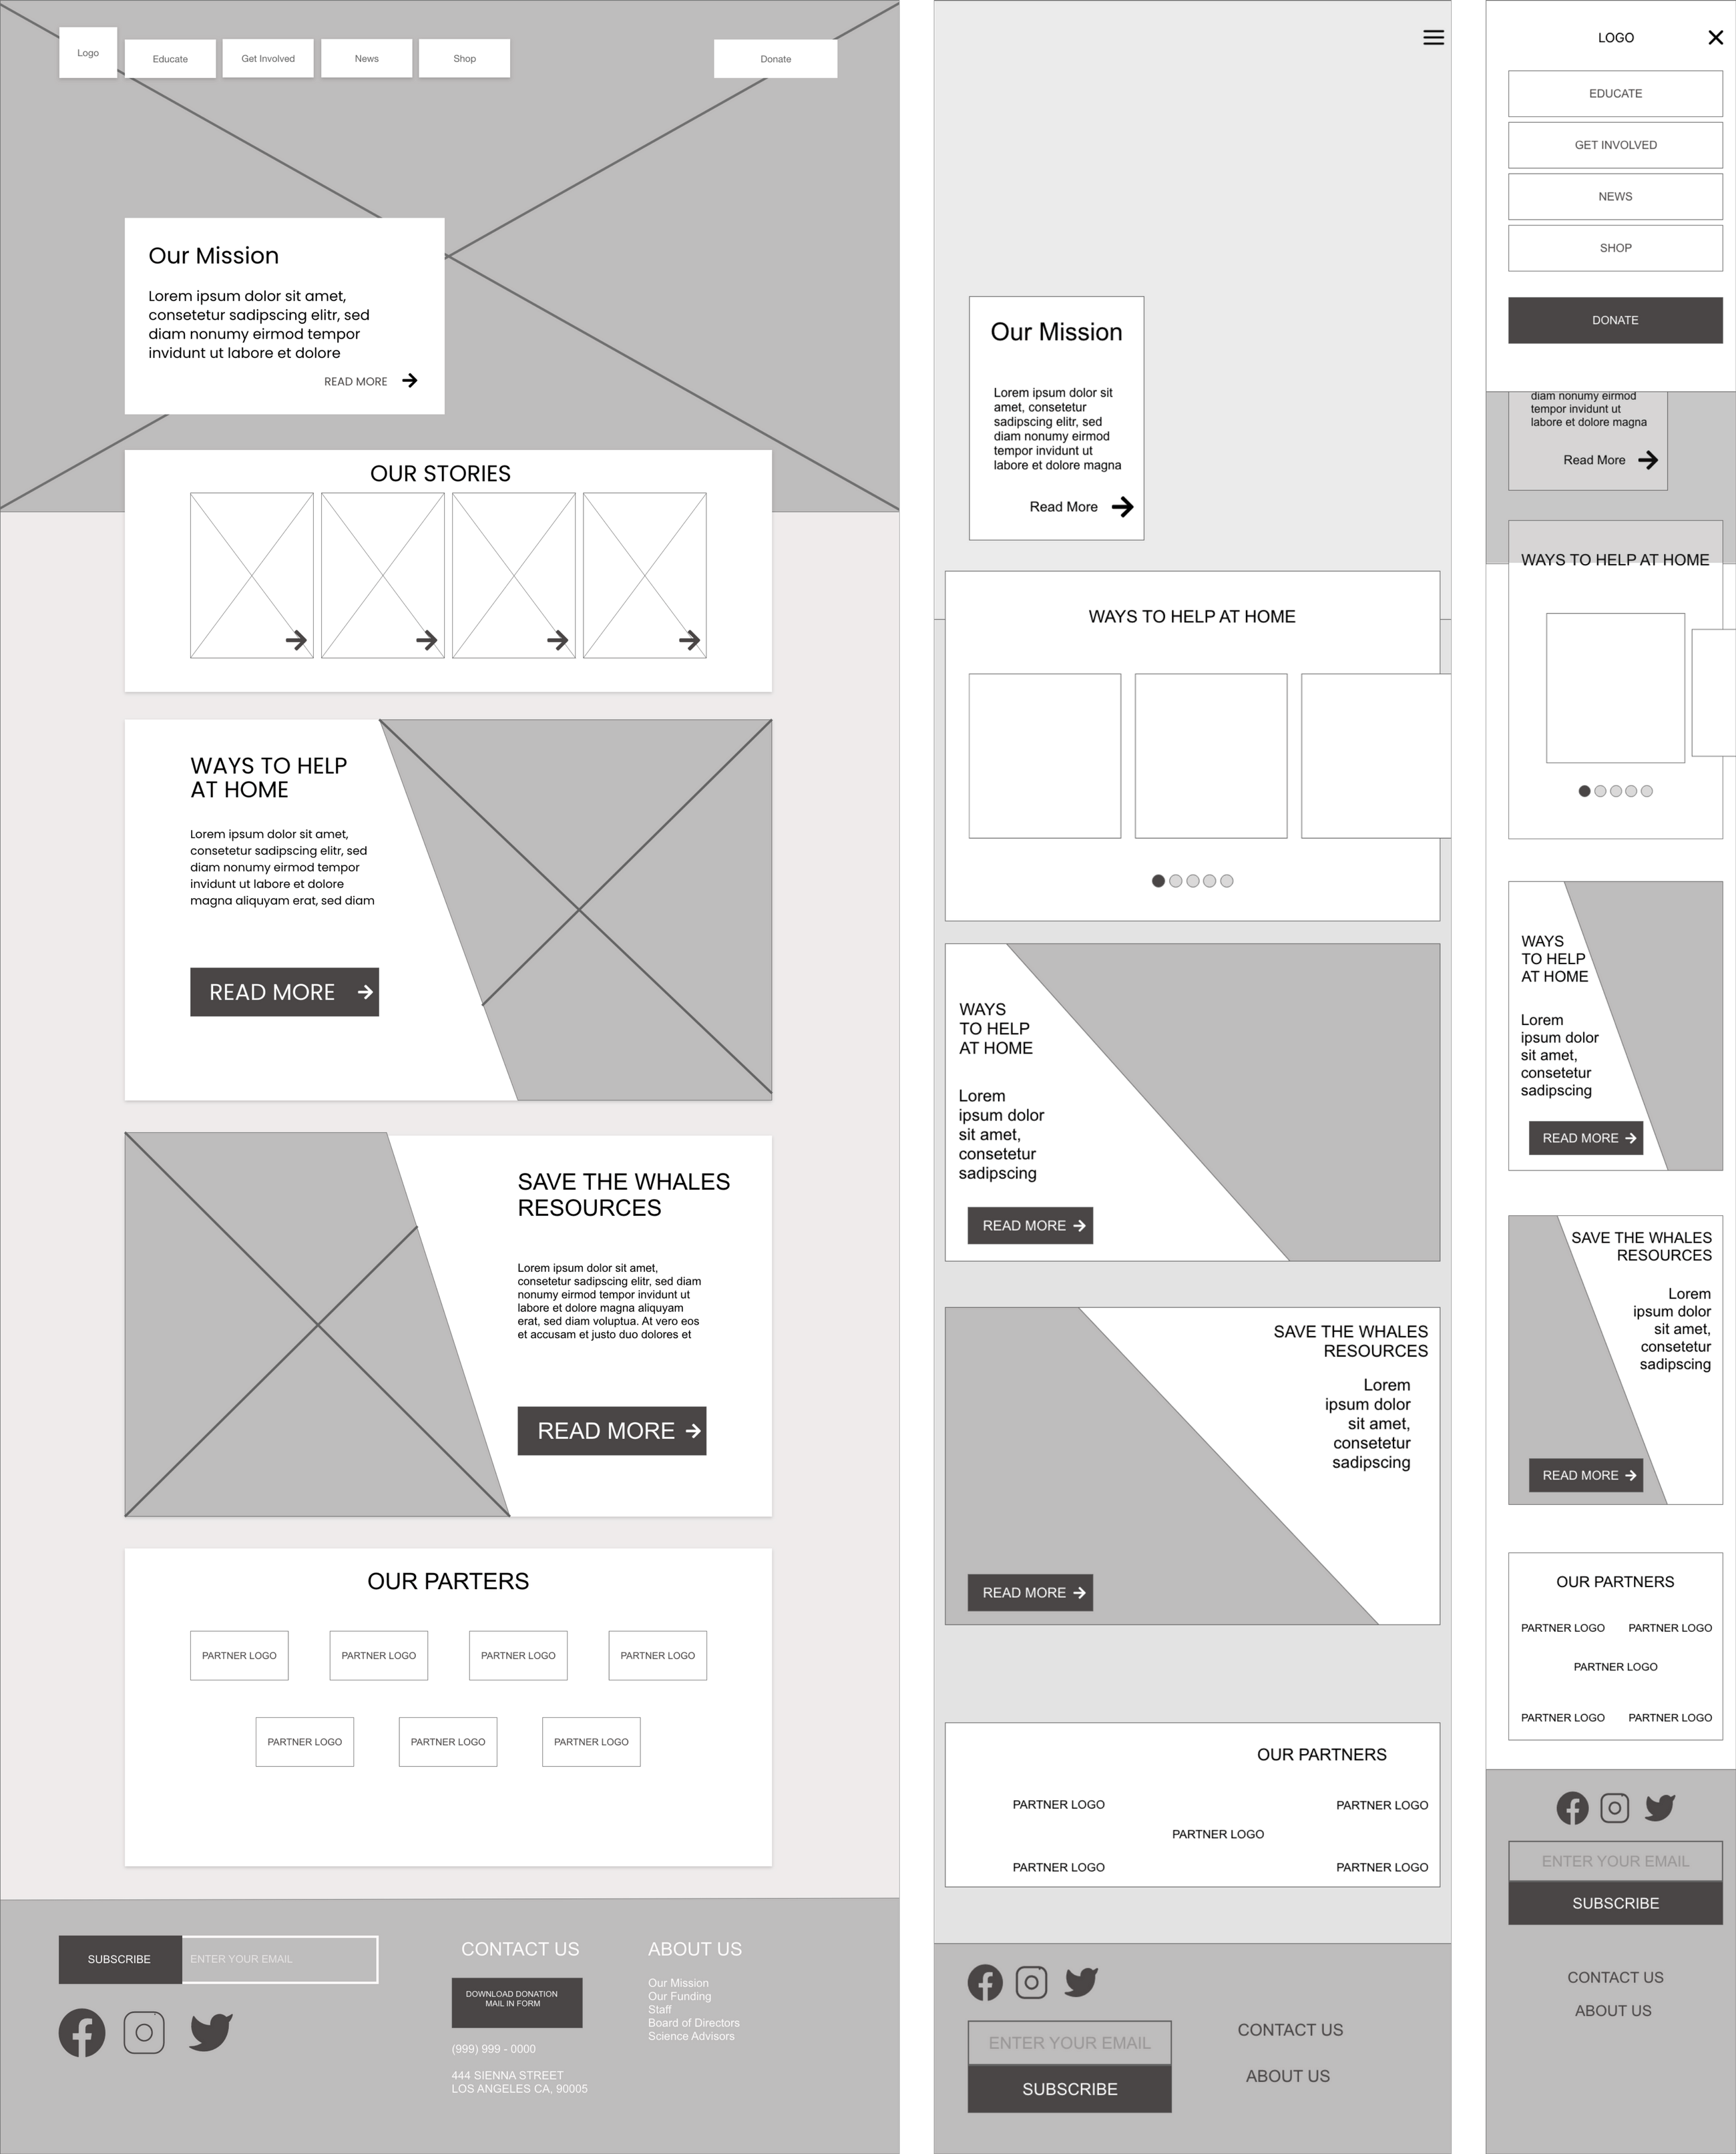 Logo
Educate
Get Involved
News
Shop
Donate
Our Mission
Lorem ipsum dolor sit amet,
consetetur sadipscing elitr, sed
diam nonumy eirmod tempor
invidunt ut labore et dolore
READ MORE
OUR STORIES
WAYS TO HELP
AT HOME
Lorem ipsum dolor sit amet,
consetetur sadipscing elitr, sed
diam nonumy eirmod tempor
invidunt ut labore et dolore
magna aliquyam erat, sed diam
READ MORE
SAVE THE WHALES
RESOURCES
Lorem ipsum dolor sit amet,
consetetur sadipscing elitr, sed diam
nonumy eirmod tempor invidunt ut
labore et dolore magna aliquyam
erat, sed diam voluptua. At vero eos
et accusam et justo duo dolores et
READ MORE
OUR PARTERS
PARTNER LOGO
PARTNER LOGO
PARTNER LOGO
PARTNER LOGO
PARTNER LOGO
PARTNER LOGO
PARTNER LOGO
SUBSCRIBE
ENTER YOUR EMAIL
CONTACT US
DOWNLOAD DONATION
MAIL IN FORM
(999) 999 - 0000
444 SIENNA STREET
LOS ANGELES CA, 90005
ABOUT US
Our Mission
Our Funding
Staff
Board of Directors
Science Advisors
Our Mission
Lorem ipsum dolor sit
amet, consetetur
sadipscing elitr, sed
diam nonumy eirmod
tempor invidunt ut
labore et dolore magna
Read More
WAYS TO HELP AT HOME
WAYS
TO HELP
AT HOME
Lorem
ipsum dolor
sit amet,
consetetur
sadipscing
READ MORE
SAVE THE WHALES
RESOURCES
Lorem
ipsum dolor
sit amet,
consetetur
sadipscing
READ MORE
OUR PARTNERS
PARTNER LOGO
PARTNER LOGO
PARTNER LOGO
PARTNER LOGO
PARTNER LOGO
ENTER YOUR EMAIL
SUBSCRIBE
CONTACT US
ABOUT US
LOGO
EDUCATE
GET INVOLVED
NEWS
SHOP
DONATE
diam nonumy eirmod
tempor invidunt ut
labore et dolore magna
Read More
WAYS TO HELP AT HOME
WAYS
TO HELP
AT HOME
Lorem
ipsum dolor
sit amet,
consetetur
sadipscing
READ MORE
SAVE THE WHALES
RESOURCES
Lorem
ipsum dolor
sit amet,
consetetur
sadipscing
READ MORE
OUR PARTNERS
PARTNER LOGO
PARTNER LOGO
PARTNER LOGO
PARTNER LOGO
PARTNER LOGO
ENTER YOUR EMAIL
SUBSCRIBE
CONTACT US
ABOUT US